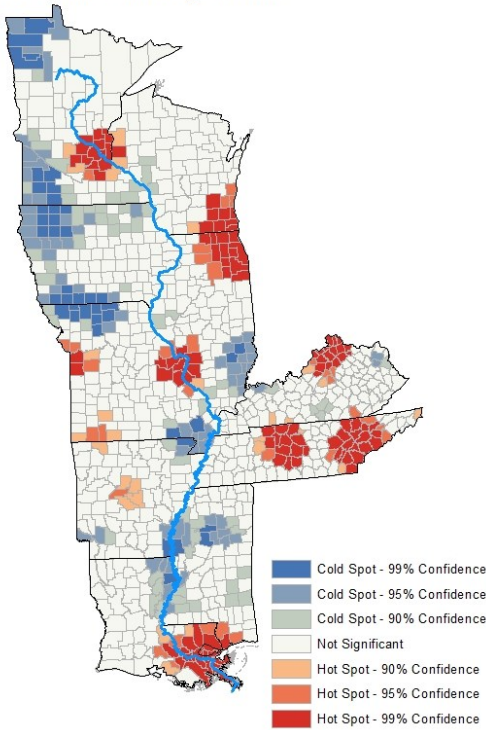 Cold Spot - 99% Confidence
Cold Spot - 95% Confidence
Cold Spot - 90% Confidence
Not Significant
Hot Spot - 90% Confidence
Hot Spot - 95% Confidence
Hot Spot - 99% Confidence